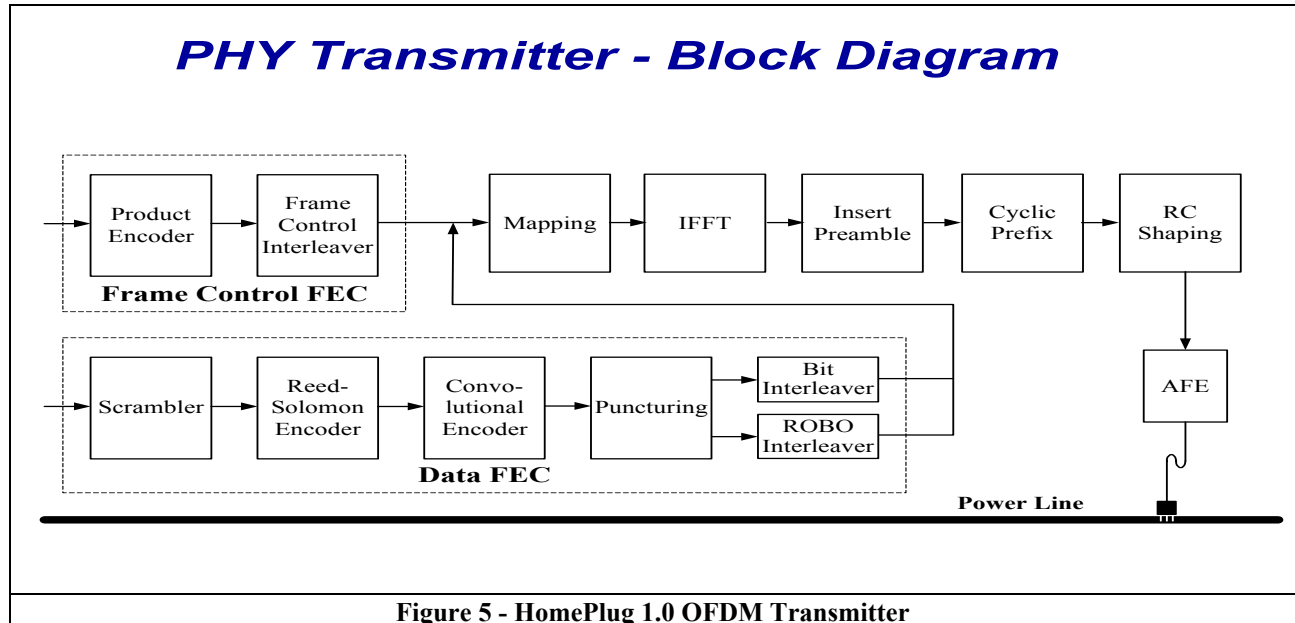 PHY Transmitter - Block Diagram
Product
Encoder
Frame
Control
Interleaver
Frame Control FEC
Mapping
IFFT
Insert
Preamble
Cyclic
Prefix
RC
Shaping
Scrambler
Reed-
Solomon
Encoder
Convo-
lutional
Encoder
Puncturing
Bit
Interleaver
ROBO
Interleaver
Data FEC
AFE
Power Line
Figure 5 - HomePlug 1.0 OFDM Transmitter